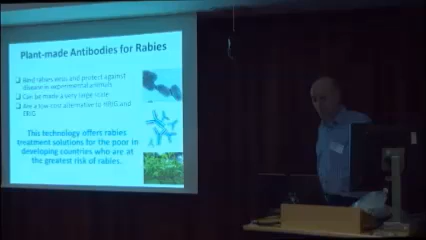 Plant-made Antibodies for Rabies
Bind rabies virus and protect against
disease in experimental animals
Can be made a very large scale
Are a low cost alternative to HRIG and
ERIG
This technology offers rabies
treatment solutions for the poor in
developing countries who are at
the greatest risk of rabies.